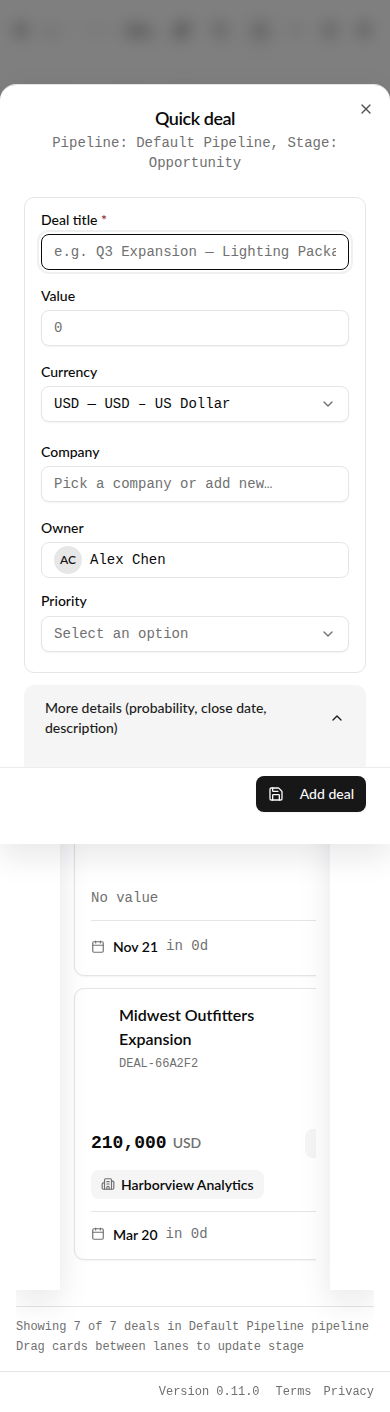 Quick deal
Pipeline: Default Pipeline, Stage:
Opportunity
Deal title *
e.g. Q3 Expansion — Lighting Packa
Value
0
Currency
USD — USD – US Dollar
Company
Pick a company or add new…
Owner
AC Alex Chen
Priority
Select an option
More details (probability, close date,
description)
Add deal
No value
Nov 21 in 0d
Midwest Outfitters
Expansion
DEAL-66A2F2
210,000 USD
Harborview Analytics
Mar 20 in 0d
Showing 7 of 7 deals in Default Pipeline pipeline
Drag cards between lanes to update stage
Version 0.11.0 Terms Privacy